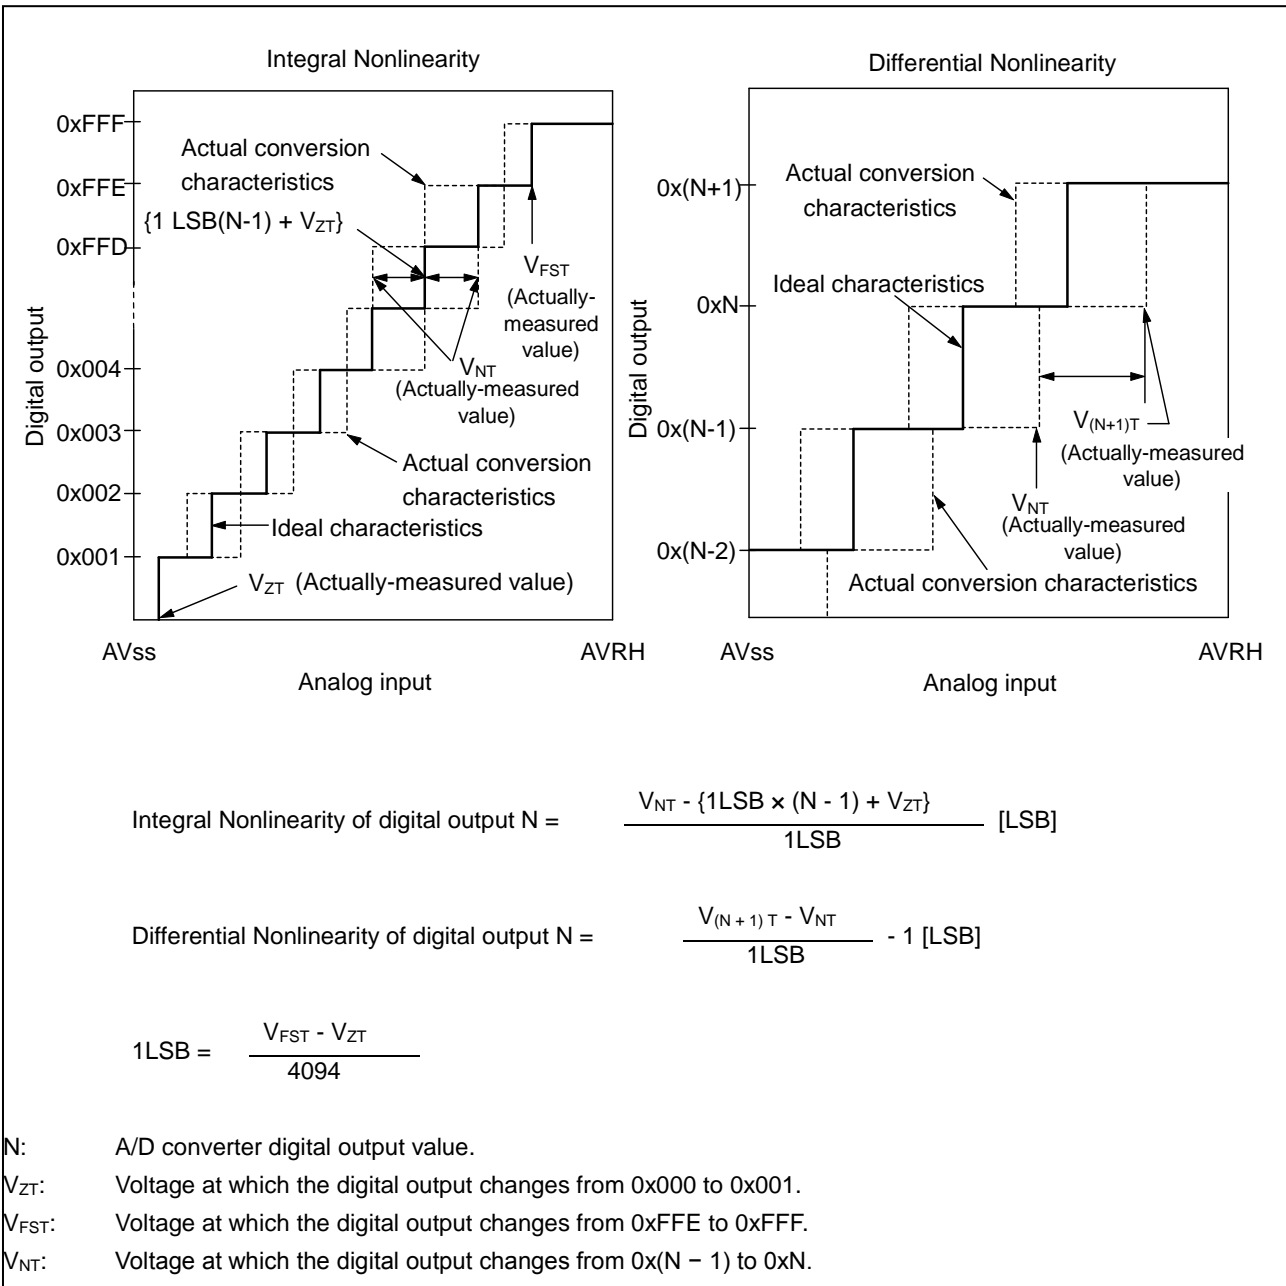 Integral Nonlinearity
0xFFF
0xFFE
0xFFD
0x004
0x003
0x002
0x001
Digital output
Actual conversion
characteristics
{1 LSB(N-1) + VZT}
VFST
(Actually-
measured
value)
VNT
(Actually-measured
value)
Actual conversion
characteristics
Ideal characteristics
VZT (Actually-measured value)
AVss
AVRH
Analog input
Differential Nonlinearity
0x(N+1)
0xN
0x(N-1)
0x(N-2)
Digital output
Actual conversion
characteristics
Ideal characteristics
V(N+1)T
(Actually-measured
value)
VNT
(Actually-measured
value)
Actual conversion characteristics
AVss
AVRH
Analog input
Integral Nonlinearity of digital output N =
VNT - {1LSB × (N - 1) + VZT}
1LSB
[LSB]
Differential Nonlinearity of digital output N =
V(N + 1) T - VNT
1LSB
- 1 [LSB]
1LSB =
VFST - VZT
4094
N: A/D converter digital output value.
VZT: Voltage at which the digital output changes from 0x000 to 0x001.
VFST: Voltage at which the digital output changes from 0xFFE to 0xFFF.
VNT: Voltage at which the digital output changes from 0x(N − 1) to 0xN.